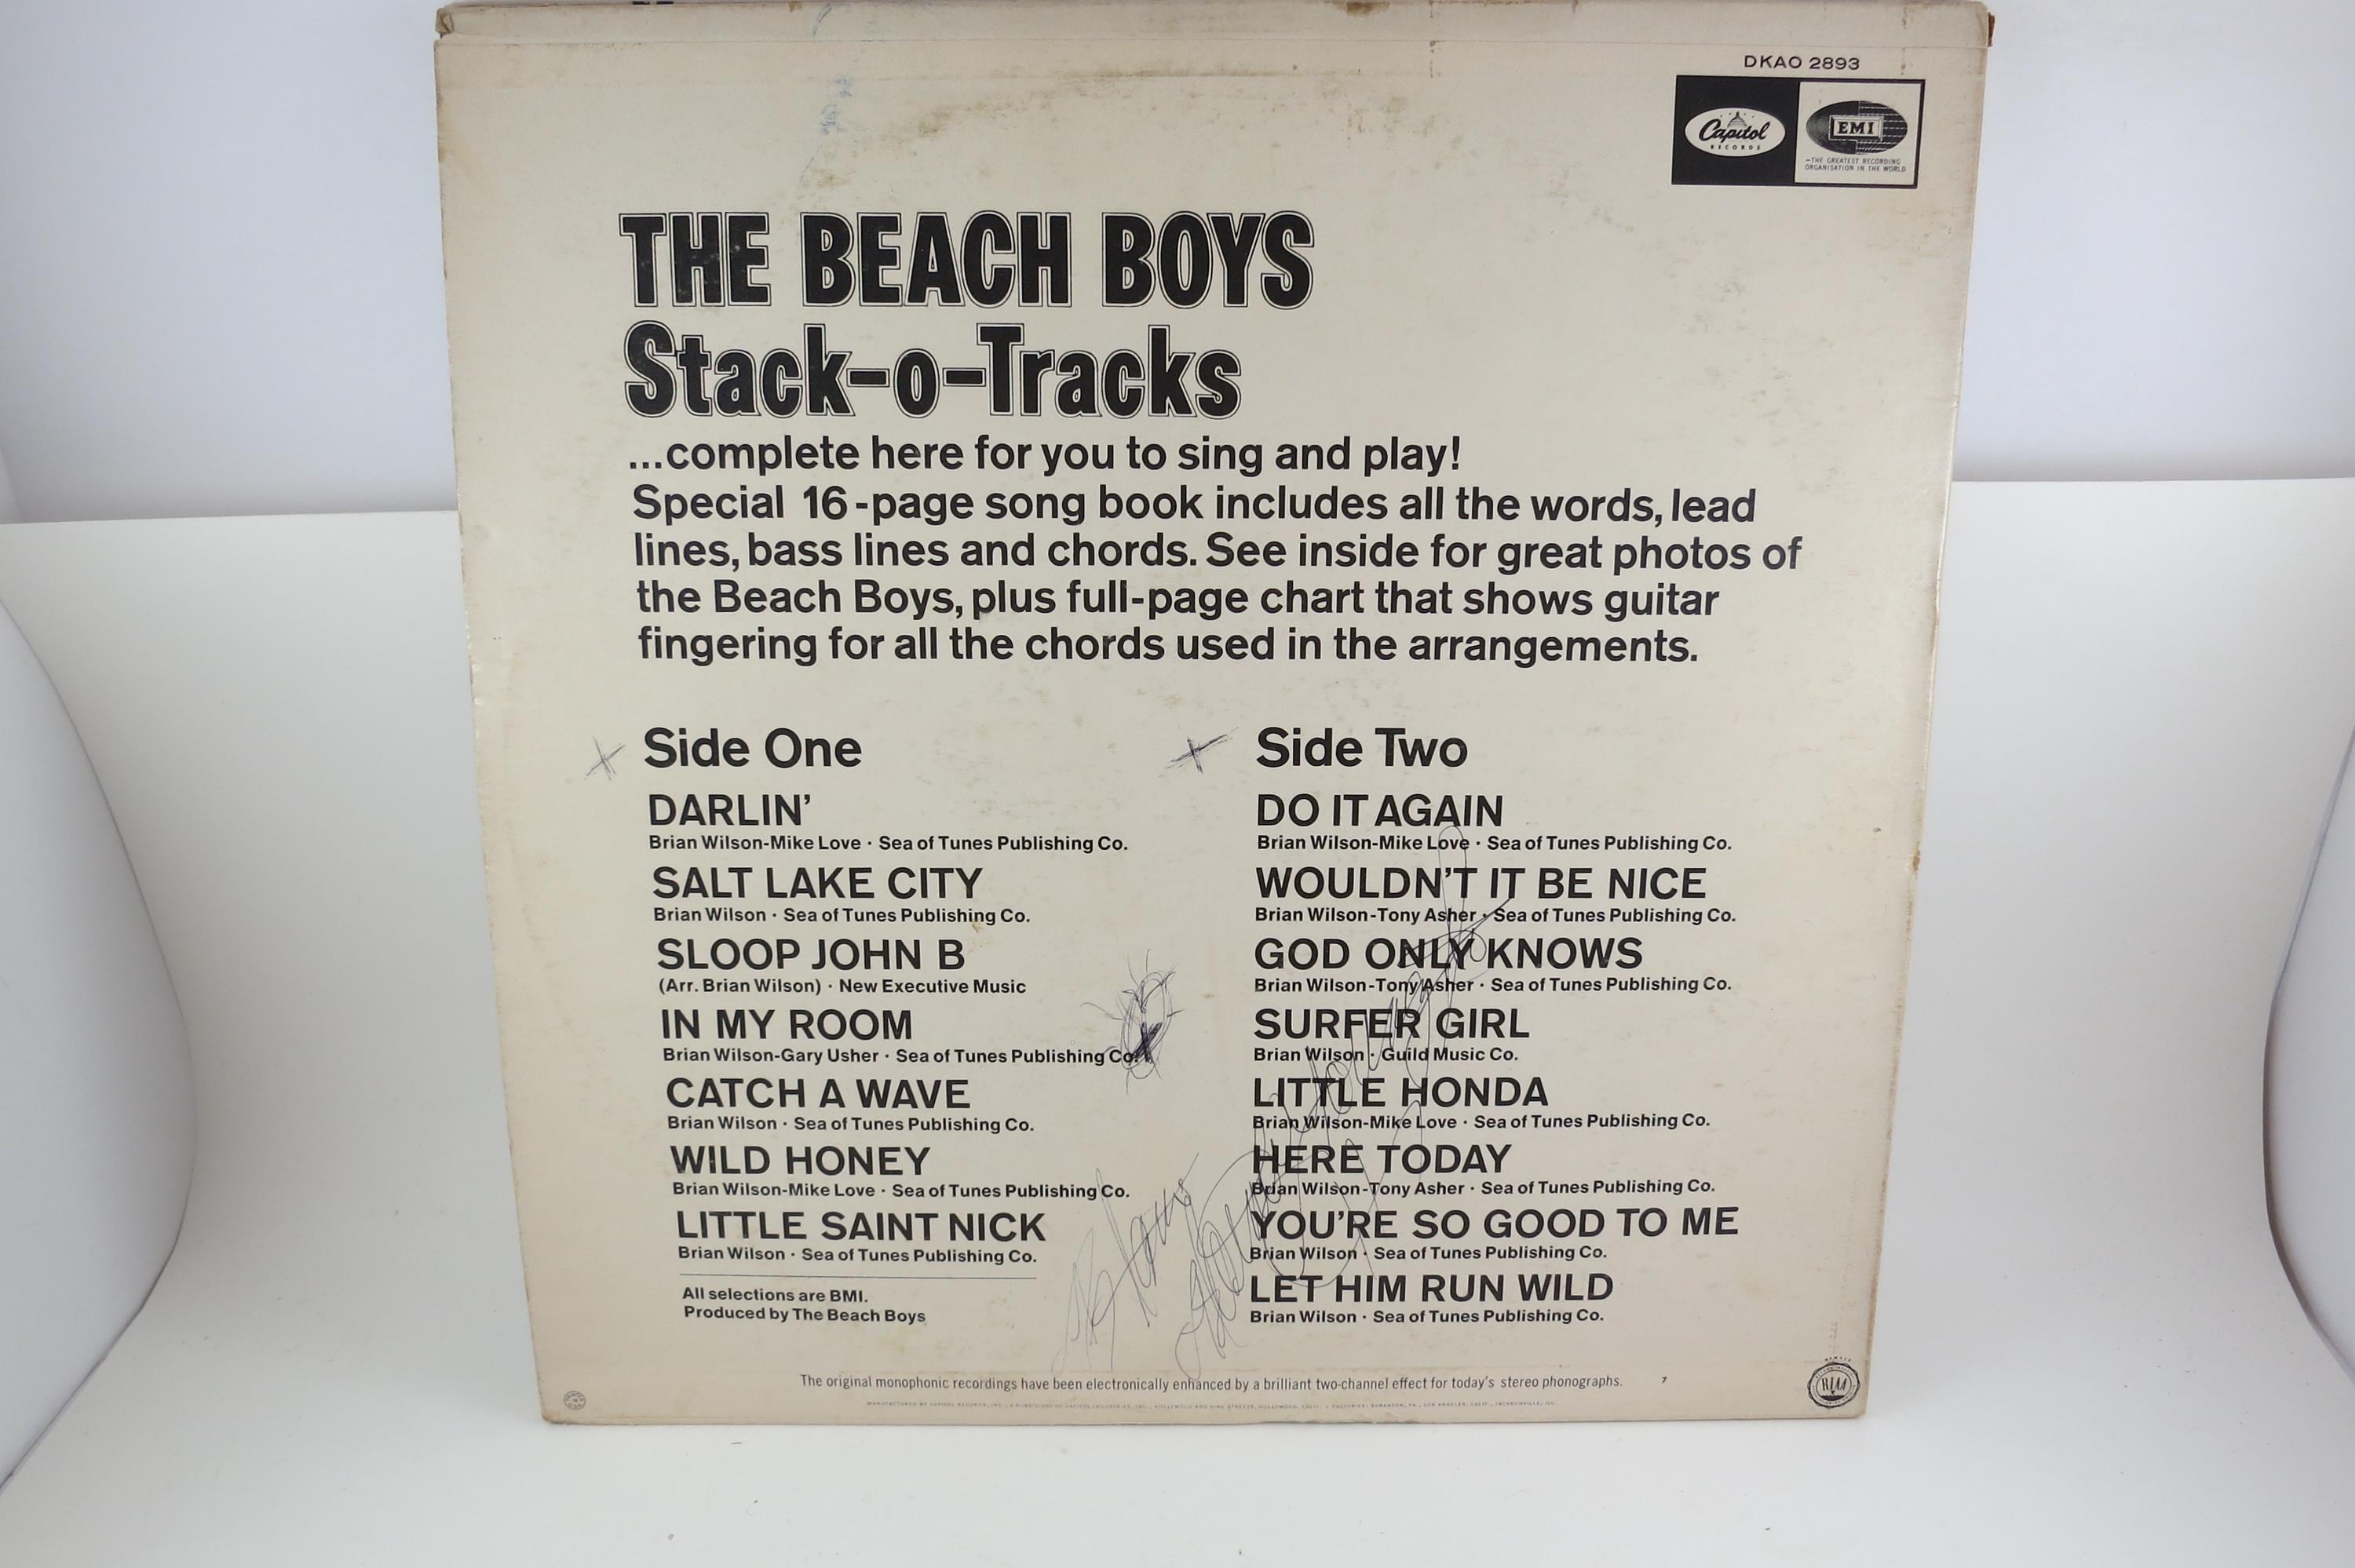 DKAO 2893
Capitol
RECORDS
EMI
—THE GREATEST RECORDING
ORGANISATION IN THE WORLD
THE BEACH BOYS
Stack-o-Tracks
...complete here for you to sing and play!
Special 16-page song book includes all the words, lead
lines, bass lines and chords. See inside for great photos of
the Beach Boys, plus full-page chart that shows guitar
fingering for all the chords used in the arrangements.
Side One
DARLIN'
Brian Wilson-Mike Love · Sea of Tunes Publishing Co.
SALT LAKE CITY
Brian Wilson · Sea of Tunes Publishing Co.
SLOOP JOHN B
(Arr. Brian Wilson) · New Executive Music
IN MY ROOM
Brian Wilson-Gary Usher · Sea of Tunes Publishing Co.
CATCH A WAVE
Brian Wilson · Sea of Tunes Publishing Co.
WILD HONEY
Brian Wilson-Mike Love · Sea of Tunes Publishing Co.
LITTLE SAINT NICK
Brian Wilson · Sea of Tunes Publishing Co.
All selections are BMI.
Produced by The Beach Boys
Side Two
DO IT AGAIN
Brian Wilson-Mike Love · Sea of Tunes Publishing Co.
WOULDN'T IT BE NICE
Brian Wilson-Tony Asher · Sea of Tunes Publishing Co.
GOD ONLY KNOWS
Brian Wilson-Tony Asher · Sea of Tunes Publishing Co.
SURFER GIRL
Brian Wilson · Guild Music Co.
LITTLE HONDA
Brian Wilson-Mike Love · Sea of Tunes Publishing Co.
HERE TODAY
Brian Wilson-Tony Asher · Sea of Tunes Publishing Co.
YOU'RE SO GOOD TO ME
Brian Wilson · Sea of Tunes Publishing Co.
LET HIM RUN WILD
Brian Wilson · Sea of Tunes Publishing Co.
The original monophonic recordings have been electronically enhanced by a brilliant two-channel effect for today's stereo phonographs. 7
RIAA